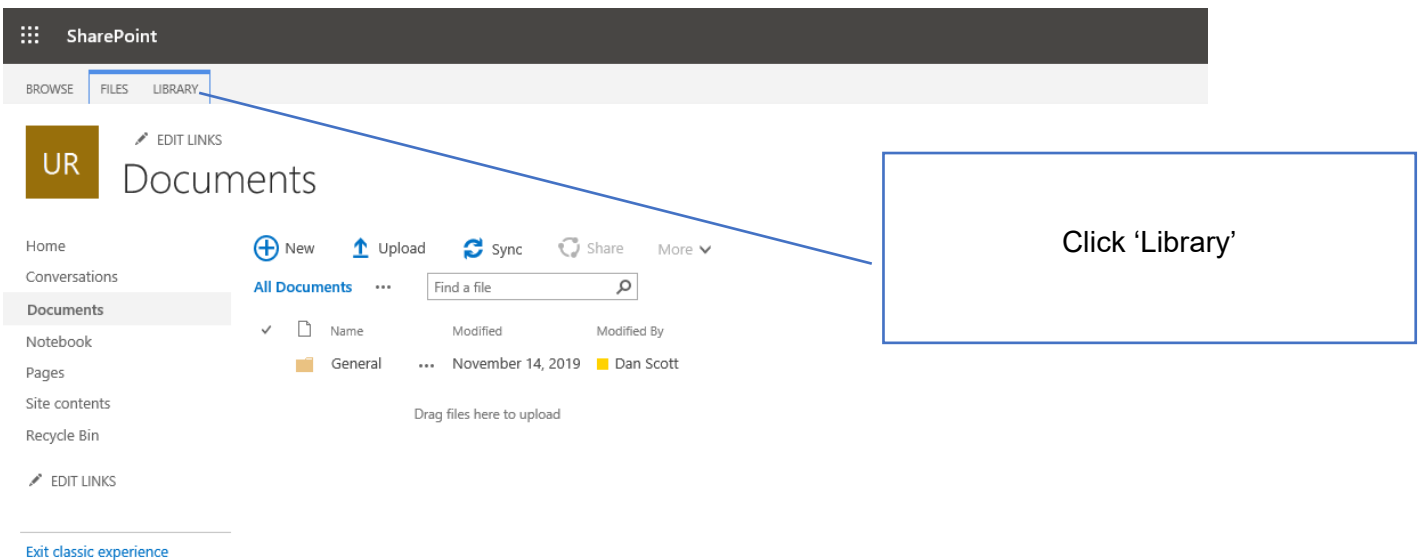 SharePoint
BROWSE FILES LIBRARY
EDIT LINKS
UR
Documents
Click ‘Library’
Home
Conversations
Documents
Notebook
Pages
Site contents
Recycle Bin
EDIT LINKS
Exit classic experience
New Upload Sync Share More
All Documents ••• Find a file
Name Modified Modified By
General ••• November 14, 2019 Dan Scott
Drag files here to upload